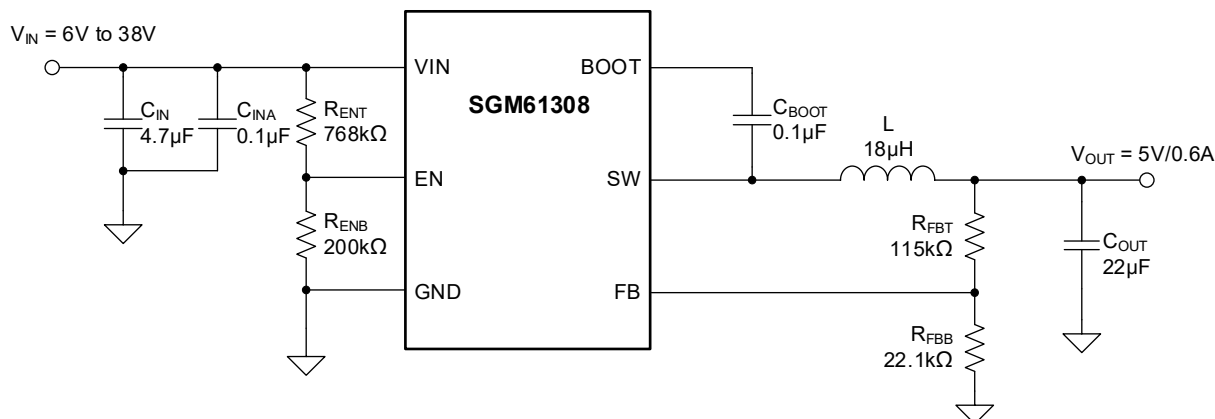 V_IN = 6V to 38V
C_IN
4.7μF
C_INA
0.1μF
R_ENT
768kΩ
R_ENB
200kΩ
VIN
EN
GND
SGM61308
BOOT
SW
FB
C_BOOT
0.1μF
L
18μH
V_OUT = 5V/0.6A
R_FBT
115kΩ
C_OUT
22μF
R_FBB
22.1kΩ